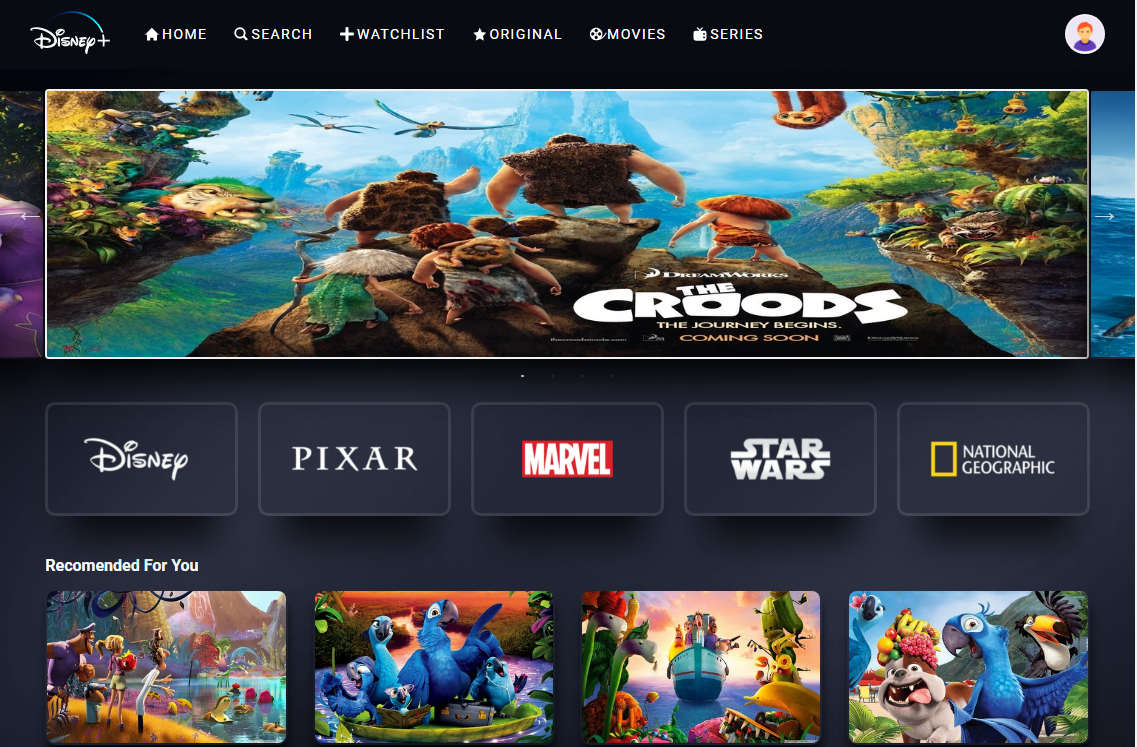 Disney+
HOME
SEARCH
WATCHLIST
ORIGINAL
MOVIES
SERIES
DREAMWORKS
THE
CROODS
THE JOURNEY BEGINS.
COMING SOON
Disney
PIXAR
MARVEL
STAR
WARS
NATIONAL
GEOGRAPHIC
Recomended For You